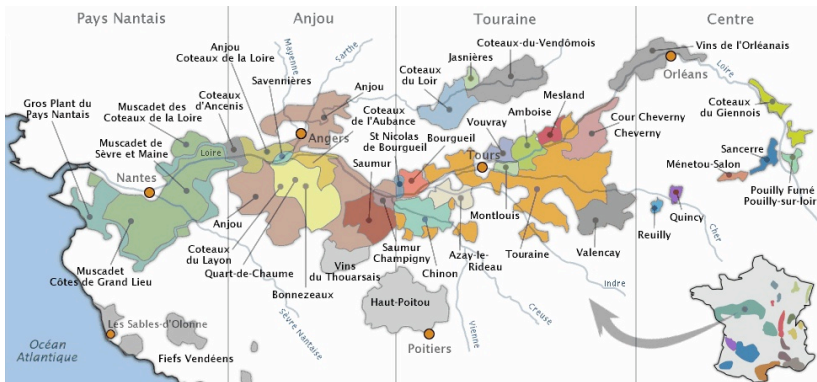 Pays Nantais
Anjou
Touraine
Centre
Mayenne
Sarthe
Anjou
Coteaux de la Loire
Savennières
Coteaux
d'Ancenis
Gros Plant du
Pays Nantais
Muscadet des
Coteaux de la Loire
Muscadet de
Sèvre et Maine
Loire
Nantes
Muscadet
Côtes de Grand Lieu
Les Sables-d'Olonne
Fiefs Vendéens
Océan
Atlantique
Anjou
Angers
Coteaux
de l'Aubance
Anjou
Coteaux
du Layon
Quart-de-Chaume
Bonnezeaux
Saumur
Vins
du Thouarsais
Sèvre Nantaise
Coteaux
du Loir
Jasnières
Coteaux-du-Vendômois
St Nicolas
de Bourgueil
Bourgueil
Vouvray
Amboise
Mesland
Tours
Cour Cheverny
Cheverny
Saumur
Champigny
Chinon
Azay-le-
Rideau
Montlouis
Touraine
Valencay
Haut-Poitou
Poitiers
Vienne
Creuse
Indre
Cher
Vins de l'Orléanais
Orléans
Loire
Coteaux
du Giennois
Sancerre
Ménetou-Salon
Pouilly Fumé
Pouilly-sur-loire
Quincy
Reuilly